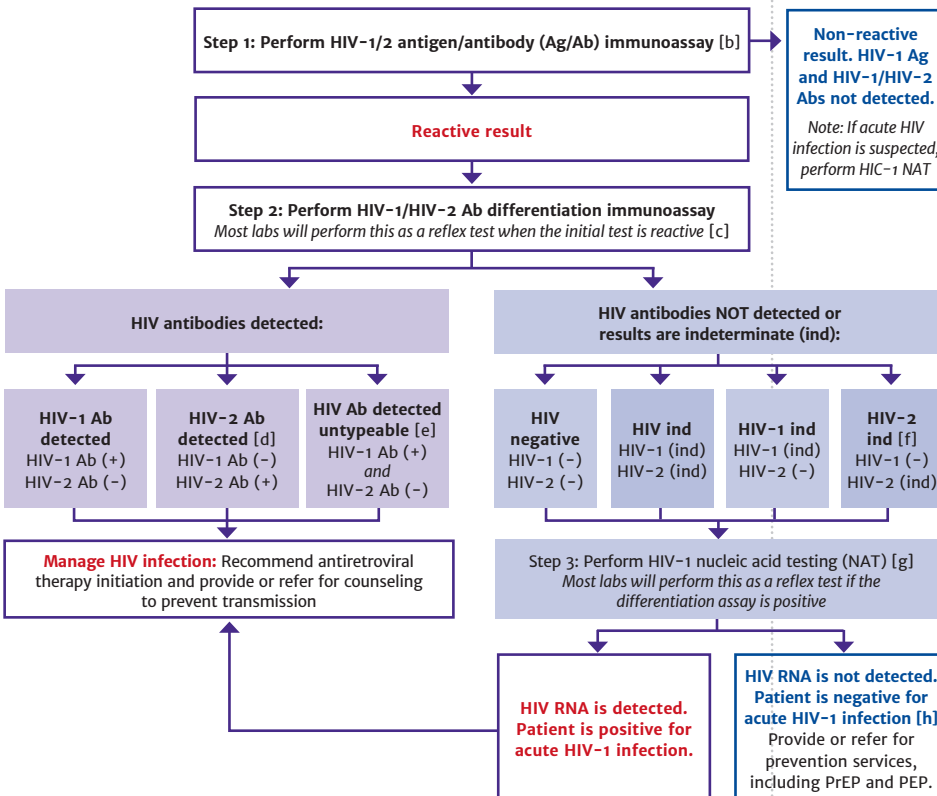 Step 1: Perform HIV-1/2 antigen/antibody (Ag/Ab) immunoassay [b]
Non-reactive
result. HIV-1 Ag
and HIV-1/HIV-2
Abs not detected.
Note: If acute HIV
infection is suspected,
perform HIC-1 NAT
Reactive result
Step 2: Perform HIV-1/HIV-2 Ab differentiation immunoassay
Most labs will perform this as a reflex test when the initial test is reactive [c]
HIV antibodies detected:
HIV antibodies NOT detected or
results are indeterminate (ind):
HIV-1 Ab
detected
HIV-1 Ab (+)
HIV-2 Ab (-)
HIV-2 Ab
detected [d]
HIV-1 Ab (-)
HIV-2 Ab (+)
HIV Ab detected
untypeable [e]
HIV-1 Ab (+)
and
HIV-2 Ab (-)
HIV
negative
HIV-1 (-)
HIV-2 (-)
HIV ind
HIV-1 (ind)
HIV-2 (ind)
HIV-1 ind
HIV-1 (ind)
HIV-2 (-)
HIV-2
ind [f]
HIV-1 (-)
HIV-2 (ind)
Manage HIV infection: Recommend antiretroviral
therapy initiation and provide or refer for counseling
to prevent transmission
Step 3: Perform HIV-1 nucleic acid testing (NAT) [g]
Most labs will perform this as a reflex test if the
differentiation assay is positive
HIV RNA is detected.
Patient is positive for
acute HIV-1 infection.
HIV RNA is not detected.
Patient is negative for
acute HIV-1 infection [h]
Provide or refer for
prevention services,
including PrEP and PEP.